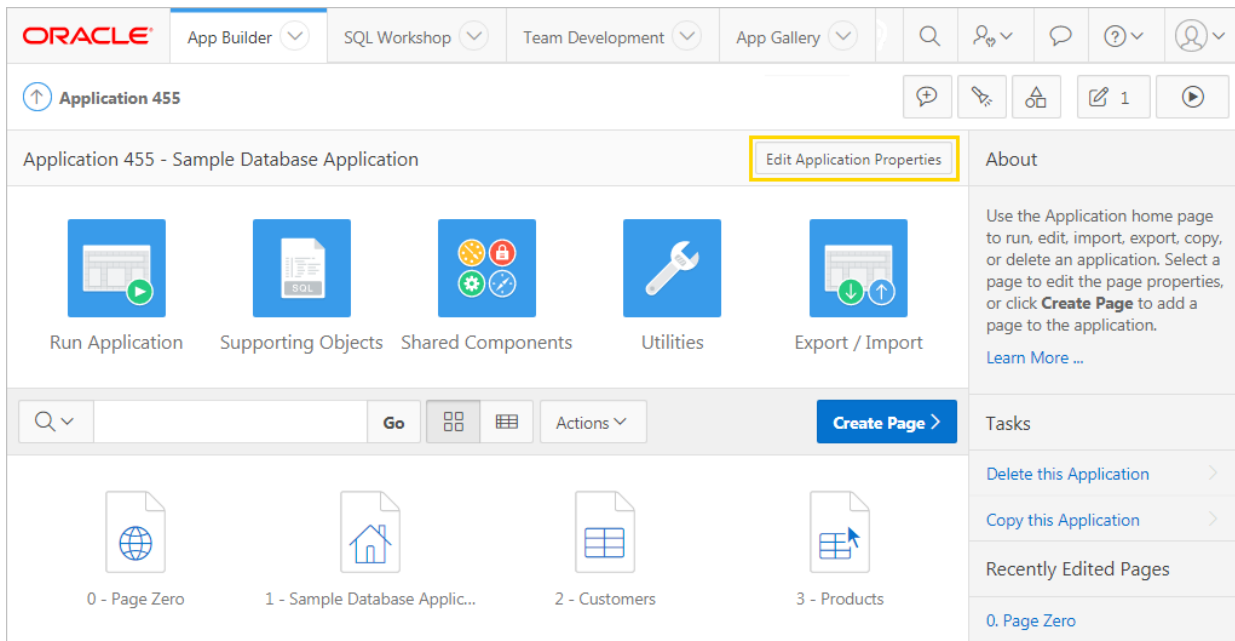 ORACLE
App Builder
SQL Workshop
Team Development
App Gallery
Application 455
1
Application 455 - Sample Database Application
Edit Application Properties
Run Application
SQL
Supporting Objects
Shared Components
Utilities
Export / Import
Go
Actions
Create Page
0 - Page Zero
1 - Sample Database Applic...
2 - Customers
3 - Products
About
Use the Application home page
to run, edit, import, export, copy,
or delete an application. Select a
page to edit the page properties,
or click Create Page to add a
page to the application.
Learn More ...
Tasks
Delete this Application
Copy this Application
Recently Edited Pages
0. Page Zero